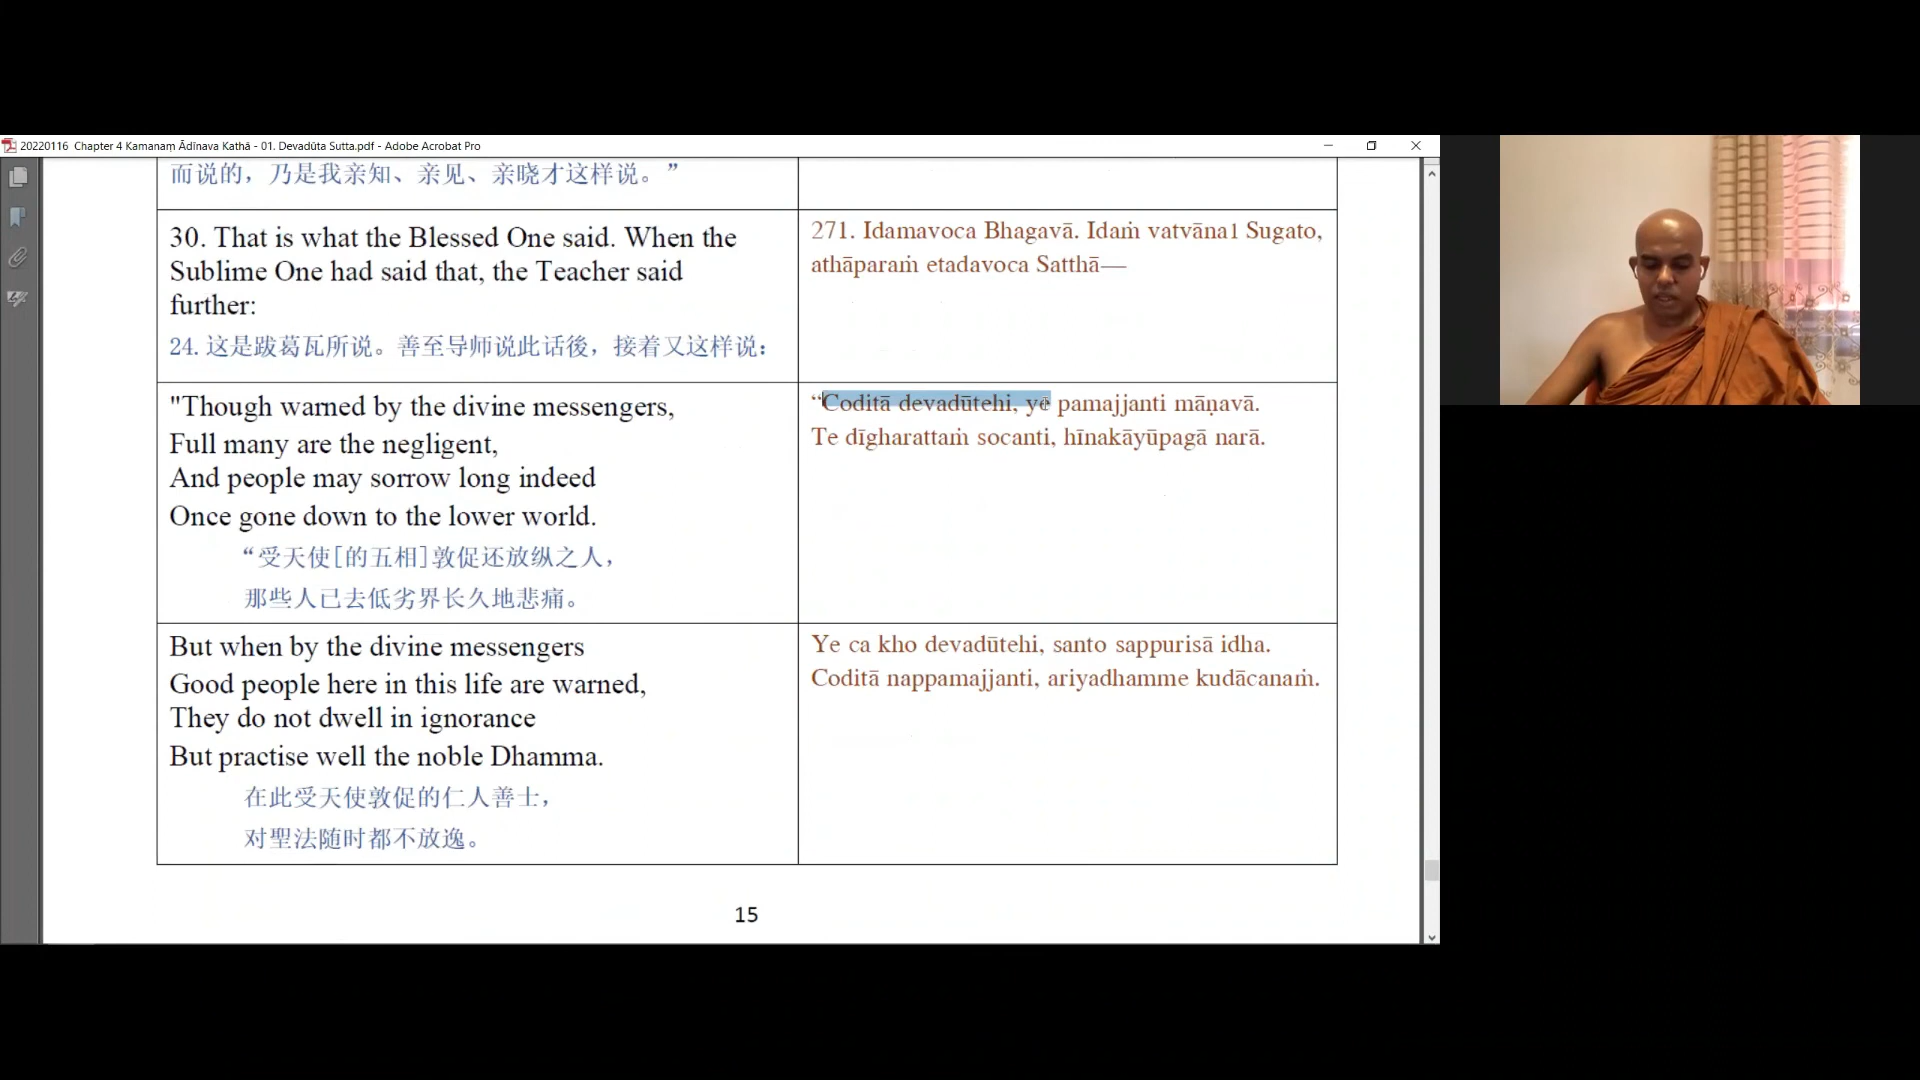 20220116 Chapter 4 Kamanaṃ Ādīnava Kathā - 01. Devadūta Sutta.pdf - Adobe Acrobat Pro
而说的，乃是我亲知、亲见、亲晓才这样说。”
30. That is what the Blessed One said. When the
Sublime One had said that, the Teacher said
further:
24. 这是跋葛瓦所说。善至导师说此话後，接着又这样说：
271. Idamavoca Bhagavā. Idaṁ vatvāna1 Sugato,
athāparaṁ etadavoca Satthā—
"Though warned by the divine messengers,
Full many are the negligent,
And people may sorrow long indeed
Once gone down to the lower world.
“受天使[的五相]敦促还放纵之人，
那些人已去低劣界长久地悲痛。
“Coditā devadūtehi, ye pamajjanti māṇavā.
Te dīgharattaṁ socanti, hīnakāyūpagā narā.
But when by the divine messengers
Good people here in this life are warned,
They do not dwell in ignorance
But practise well the noble Dhamma.
在此受天使敦促的仁人善士，
对聖法随时都不放逸。
Ye ca kho devadūtehi, santo sappurisā idha.
Coditā nappamajjanti, ariyadhamme kudācanaṁ.
15